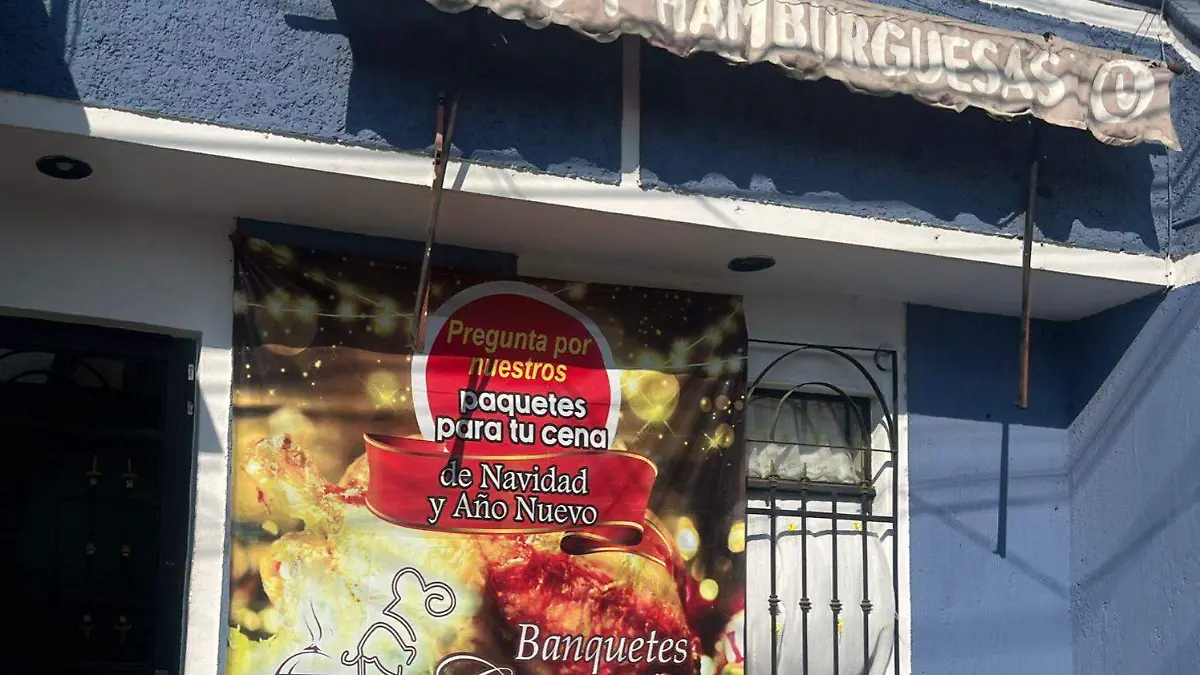 Y HAMBURGUESAS
Pregunta por
nuestros
paquetes
para tu cena
de Navidad
y Año Nuevo
Banquetes